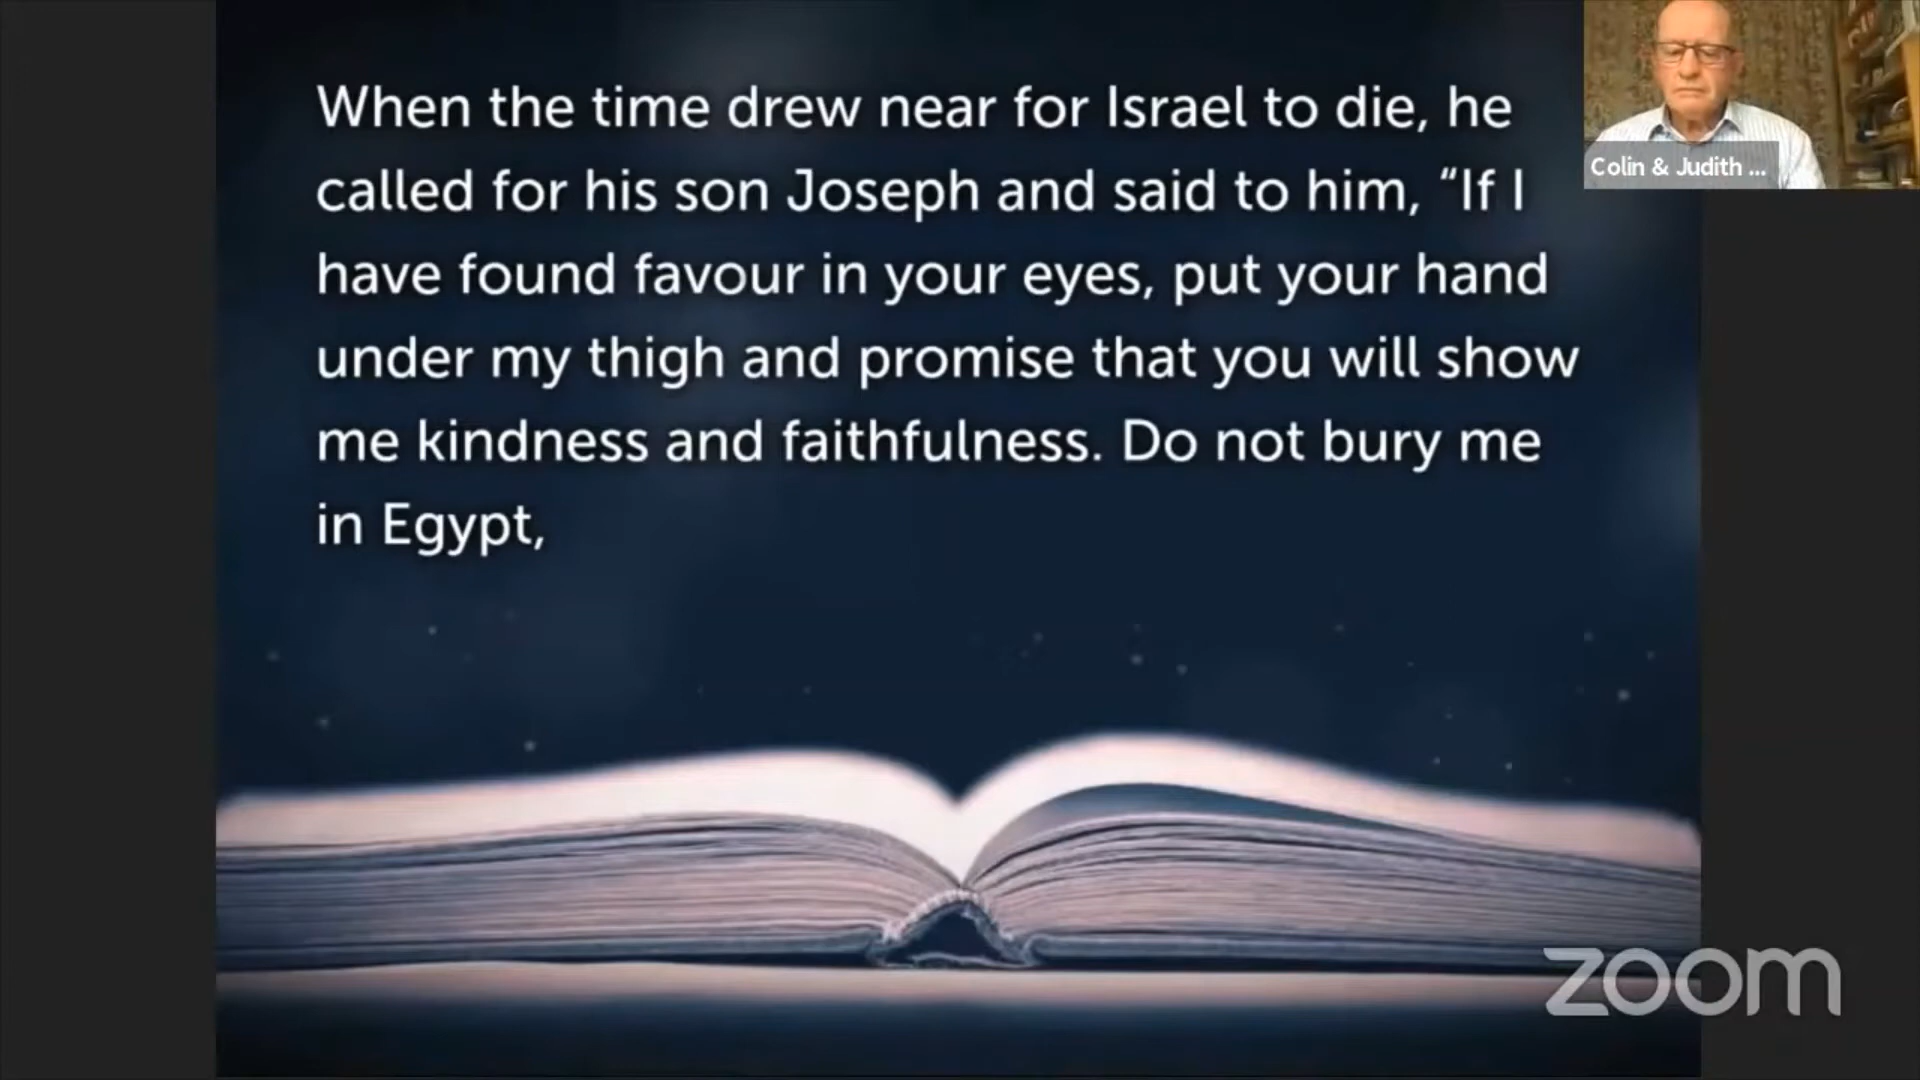 When the time drew near for Israel to die, he
called for his son Joseph and said to him, “If I
have found favour in your eyes, put your hand
under my thigh and promise that you will show
me kindness and faithfulness. Do not bury me
in Egypt,
Colin & Judith ...
zoom